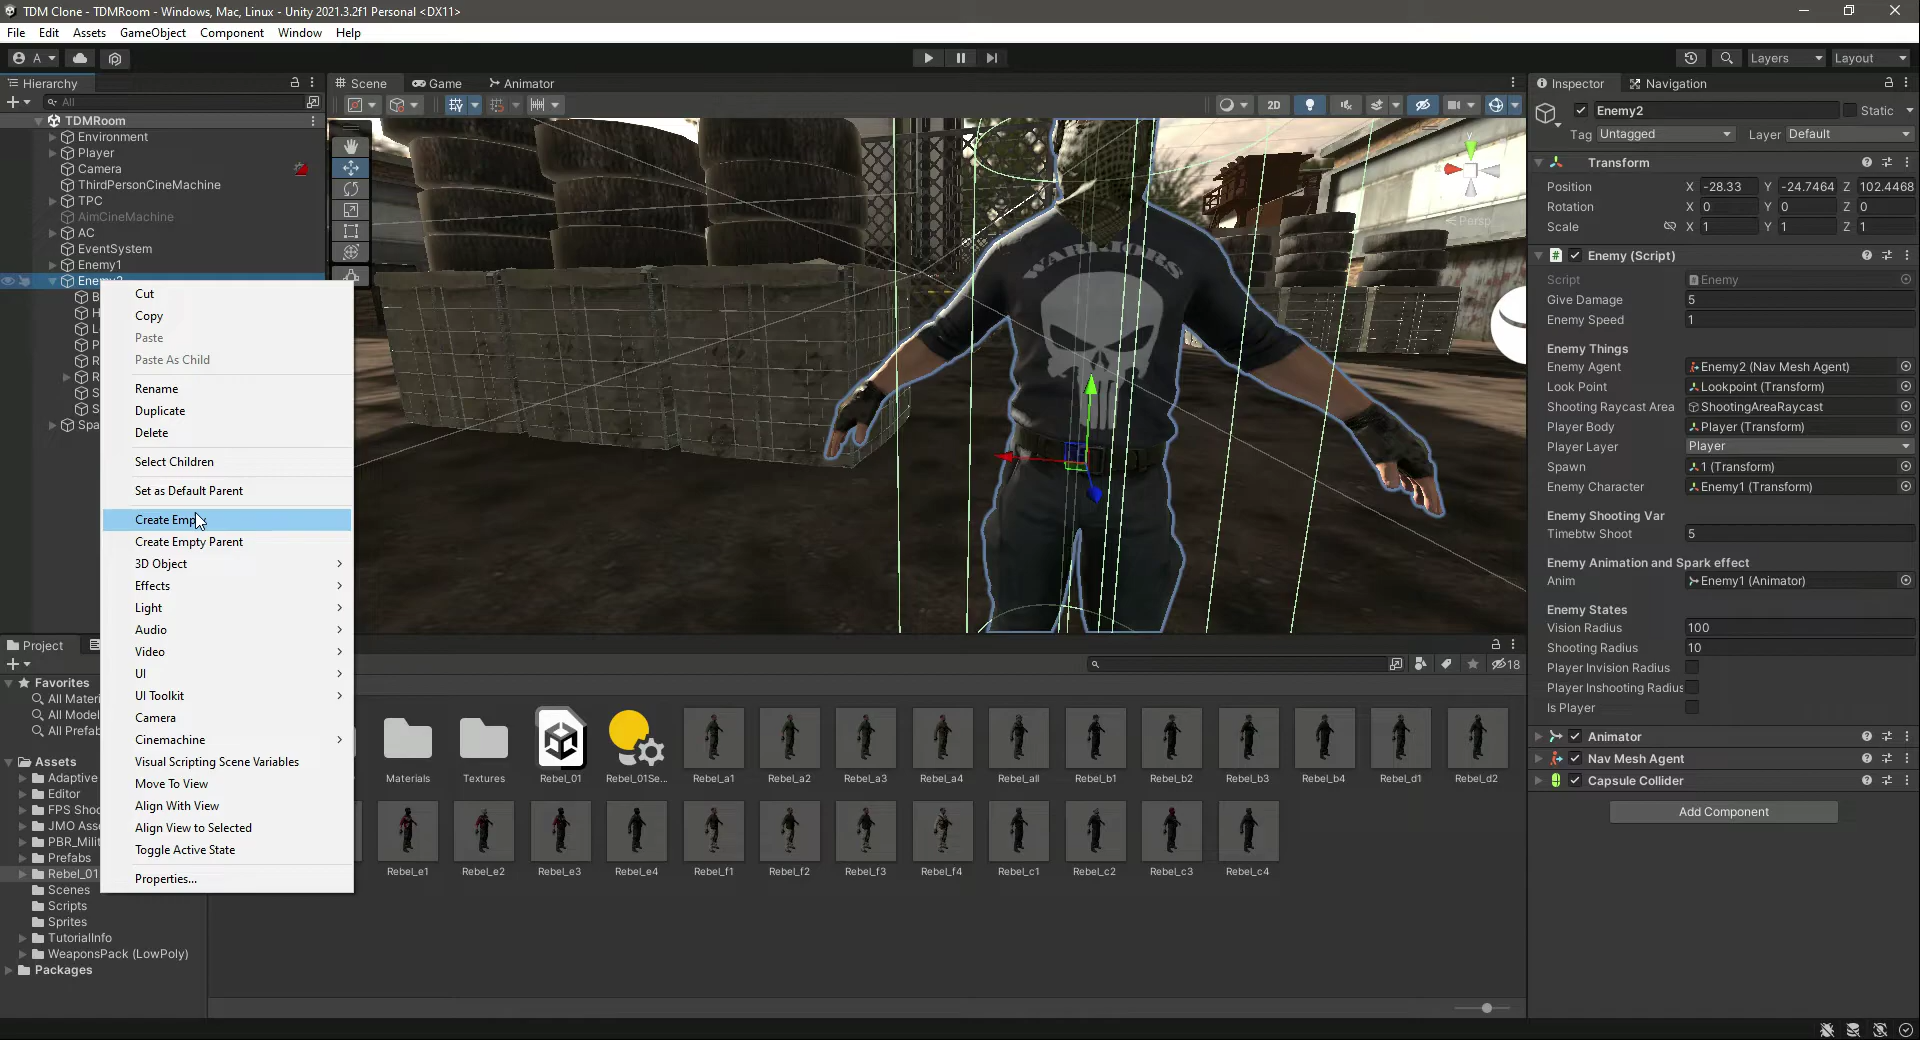 TDM Clone - TDMRoom - Windows, Mac, Linux - Unity 2021.3.2f1 Personal <DX11>
File Edit Assets GameObject Component Window Help
A
Layers
Layout
Hierarchy
Scene
Game
Animator
Inspector
Navigation
All
2D
TDMRoom
Environment
Player
Camera
ThirdPersonCineMachine
TPC
AimCineMachine
AC
EventSystem
Enemy1
B
H
L
P
R
R
S
S
Spa
Cut
Copy
Paste
Paste As Child
Rename
Duplicate
Delete
Select Children
Set as Default Parent
Create Empty Parent
3D Object
Effects
Light
Audio
Video
UI
UI Toolkit
Camera
Cinemachine
Visual Scripting Scene Variables
Move To View
Align With View
Align View to Selected
Toggle Active State
Properties...
WARRIORS
y
Persp
Enemy2
Static
Tag Untagged
Layer Default
Transform
Position X -28.33 Y -24.7464 Z 102.4468
Rotation X 0 Y 0 Z 0
Scale X 1 Y 1 Z 1
Enemy (Script)
Script Enemy
Give Damage 5
Enemy Speed 1
Enemy Things
Enemy Agent Enemy2 (Nav Mesh Agent)
Look Point Lookpoint (Transform)
Shooting Raycast Area ShootingAreaRaycast
Player Body Player (Transform)
Player Layer Player
Spawn 1 (Transform)
Enemy Character Enemy1 (Transform)
Enemy Shooting Var
Timebtw Shoot 5
Enemy Animation and Spark effect
Anim Enemy1 (Animator)
Enemy States
Vision Radius 100
Shooting Radius 10
Player Invision Radius
Player Inshooting Radius
Is Player
Animator
Nav Mesh Agent
Capsule Collider
Add Component
Project
18
Favorites
All Materi
All Model
All Prefab
Assets
Adaptive
Editor
FPS Shoo
JMO Asse
PBR_Milit
Prefabs
Rebel_01
Scenes
Scripts
Sprites
TutorialInfo
WeaponsPack (LowPoly)
Packages
Materials
Textures
Rebel_01
Rebel_01Se...
Rebel_a1
Rebel_a2
Rebel_a3
Rebel_a4
Rebel_all
Rebel_b1
Rebel_b2
Rebel_b3
Rebel_b4
Rebel_d1
Rebel_d2
Rebel_e1
Rebel_e2
Rebel_e3
Rebel_e4
Rebel_f1
Rebel_f2
Rebel_f3
Rebel_f4
Rebel_c1
Rebel_c2
Rebel_c3
Rebel_c4